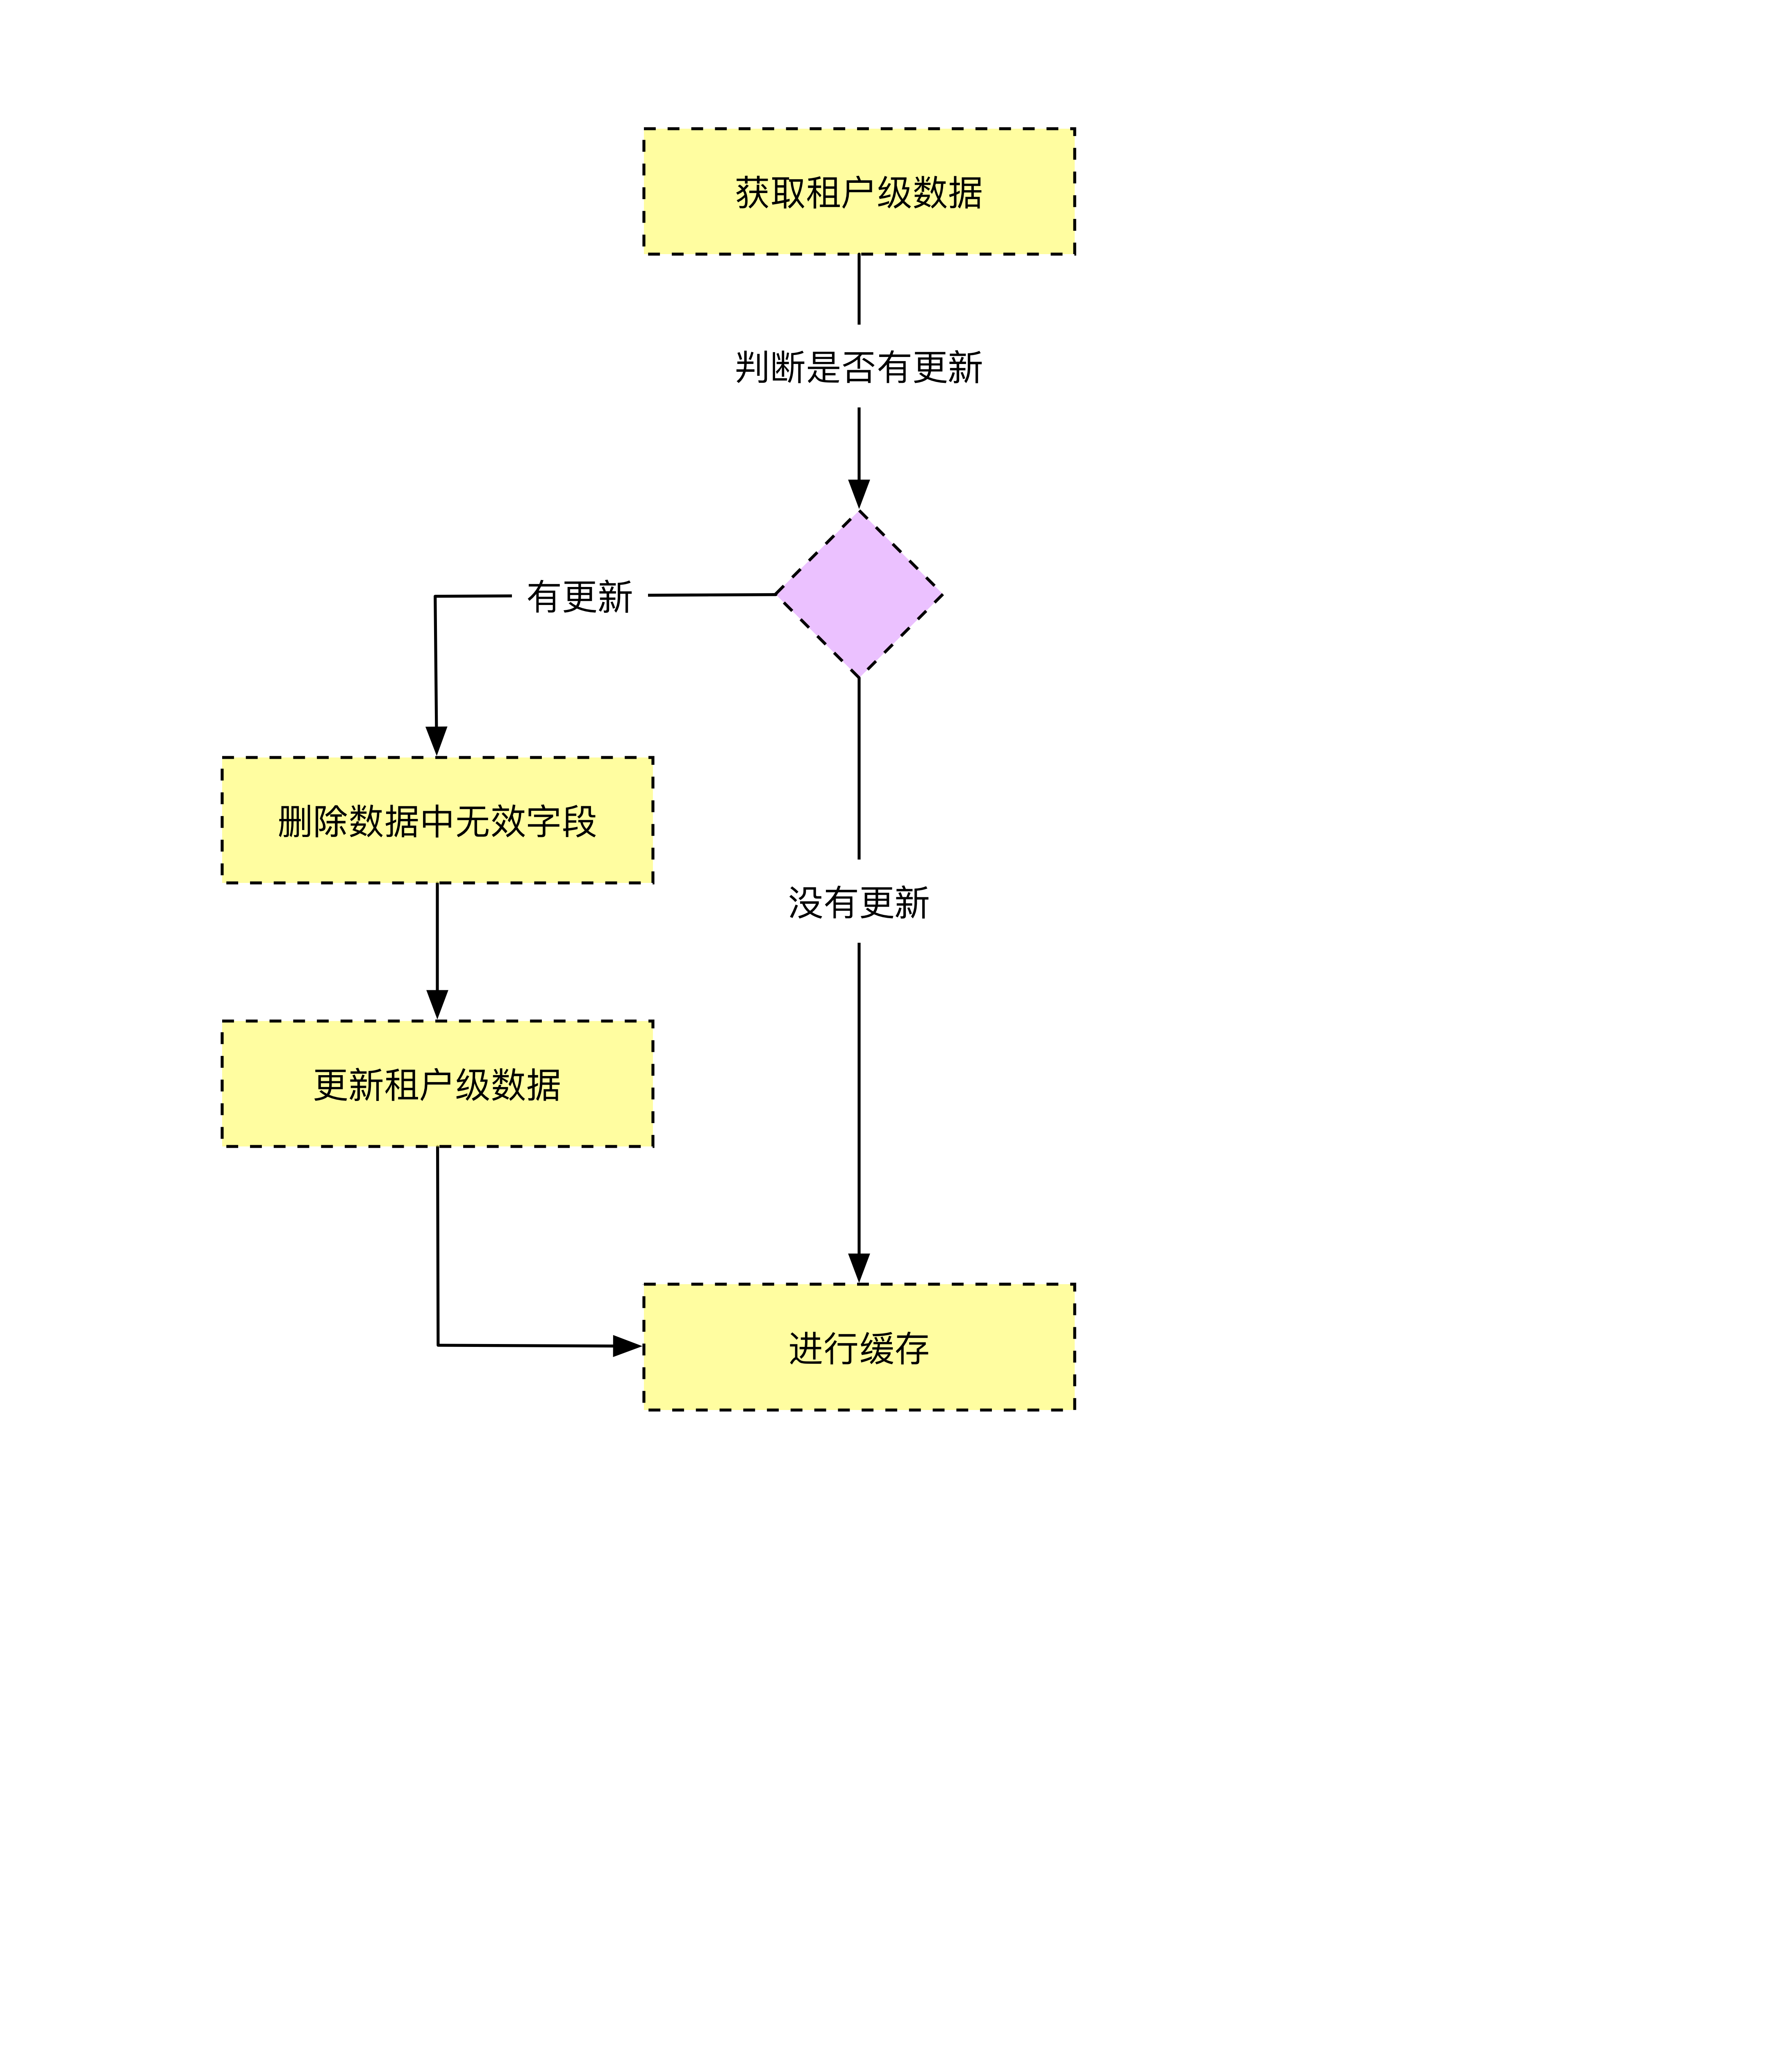 获取租户级数据
判断是否有更新
有更新
删除数据中无效字段
没有更新
更新租户级数据
进行缓存